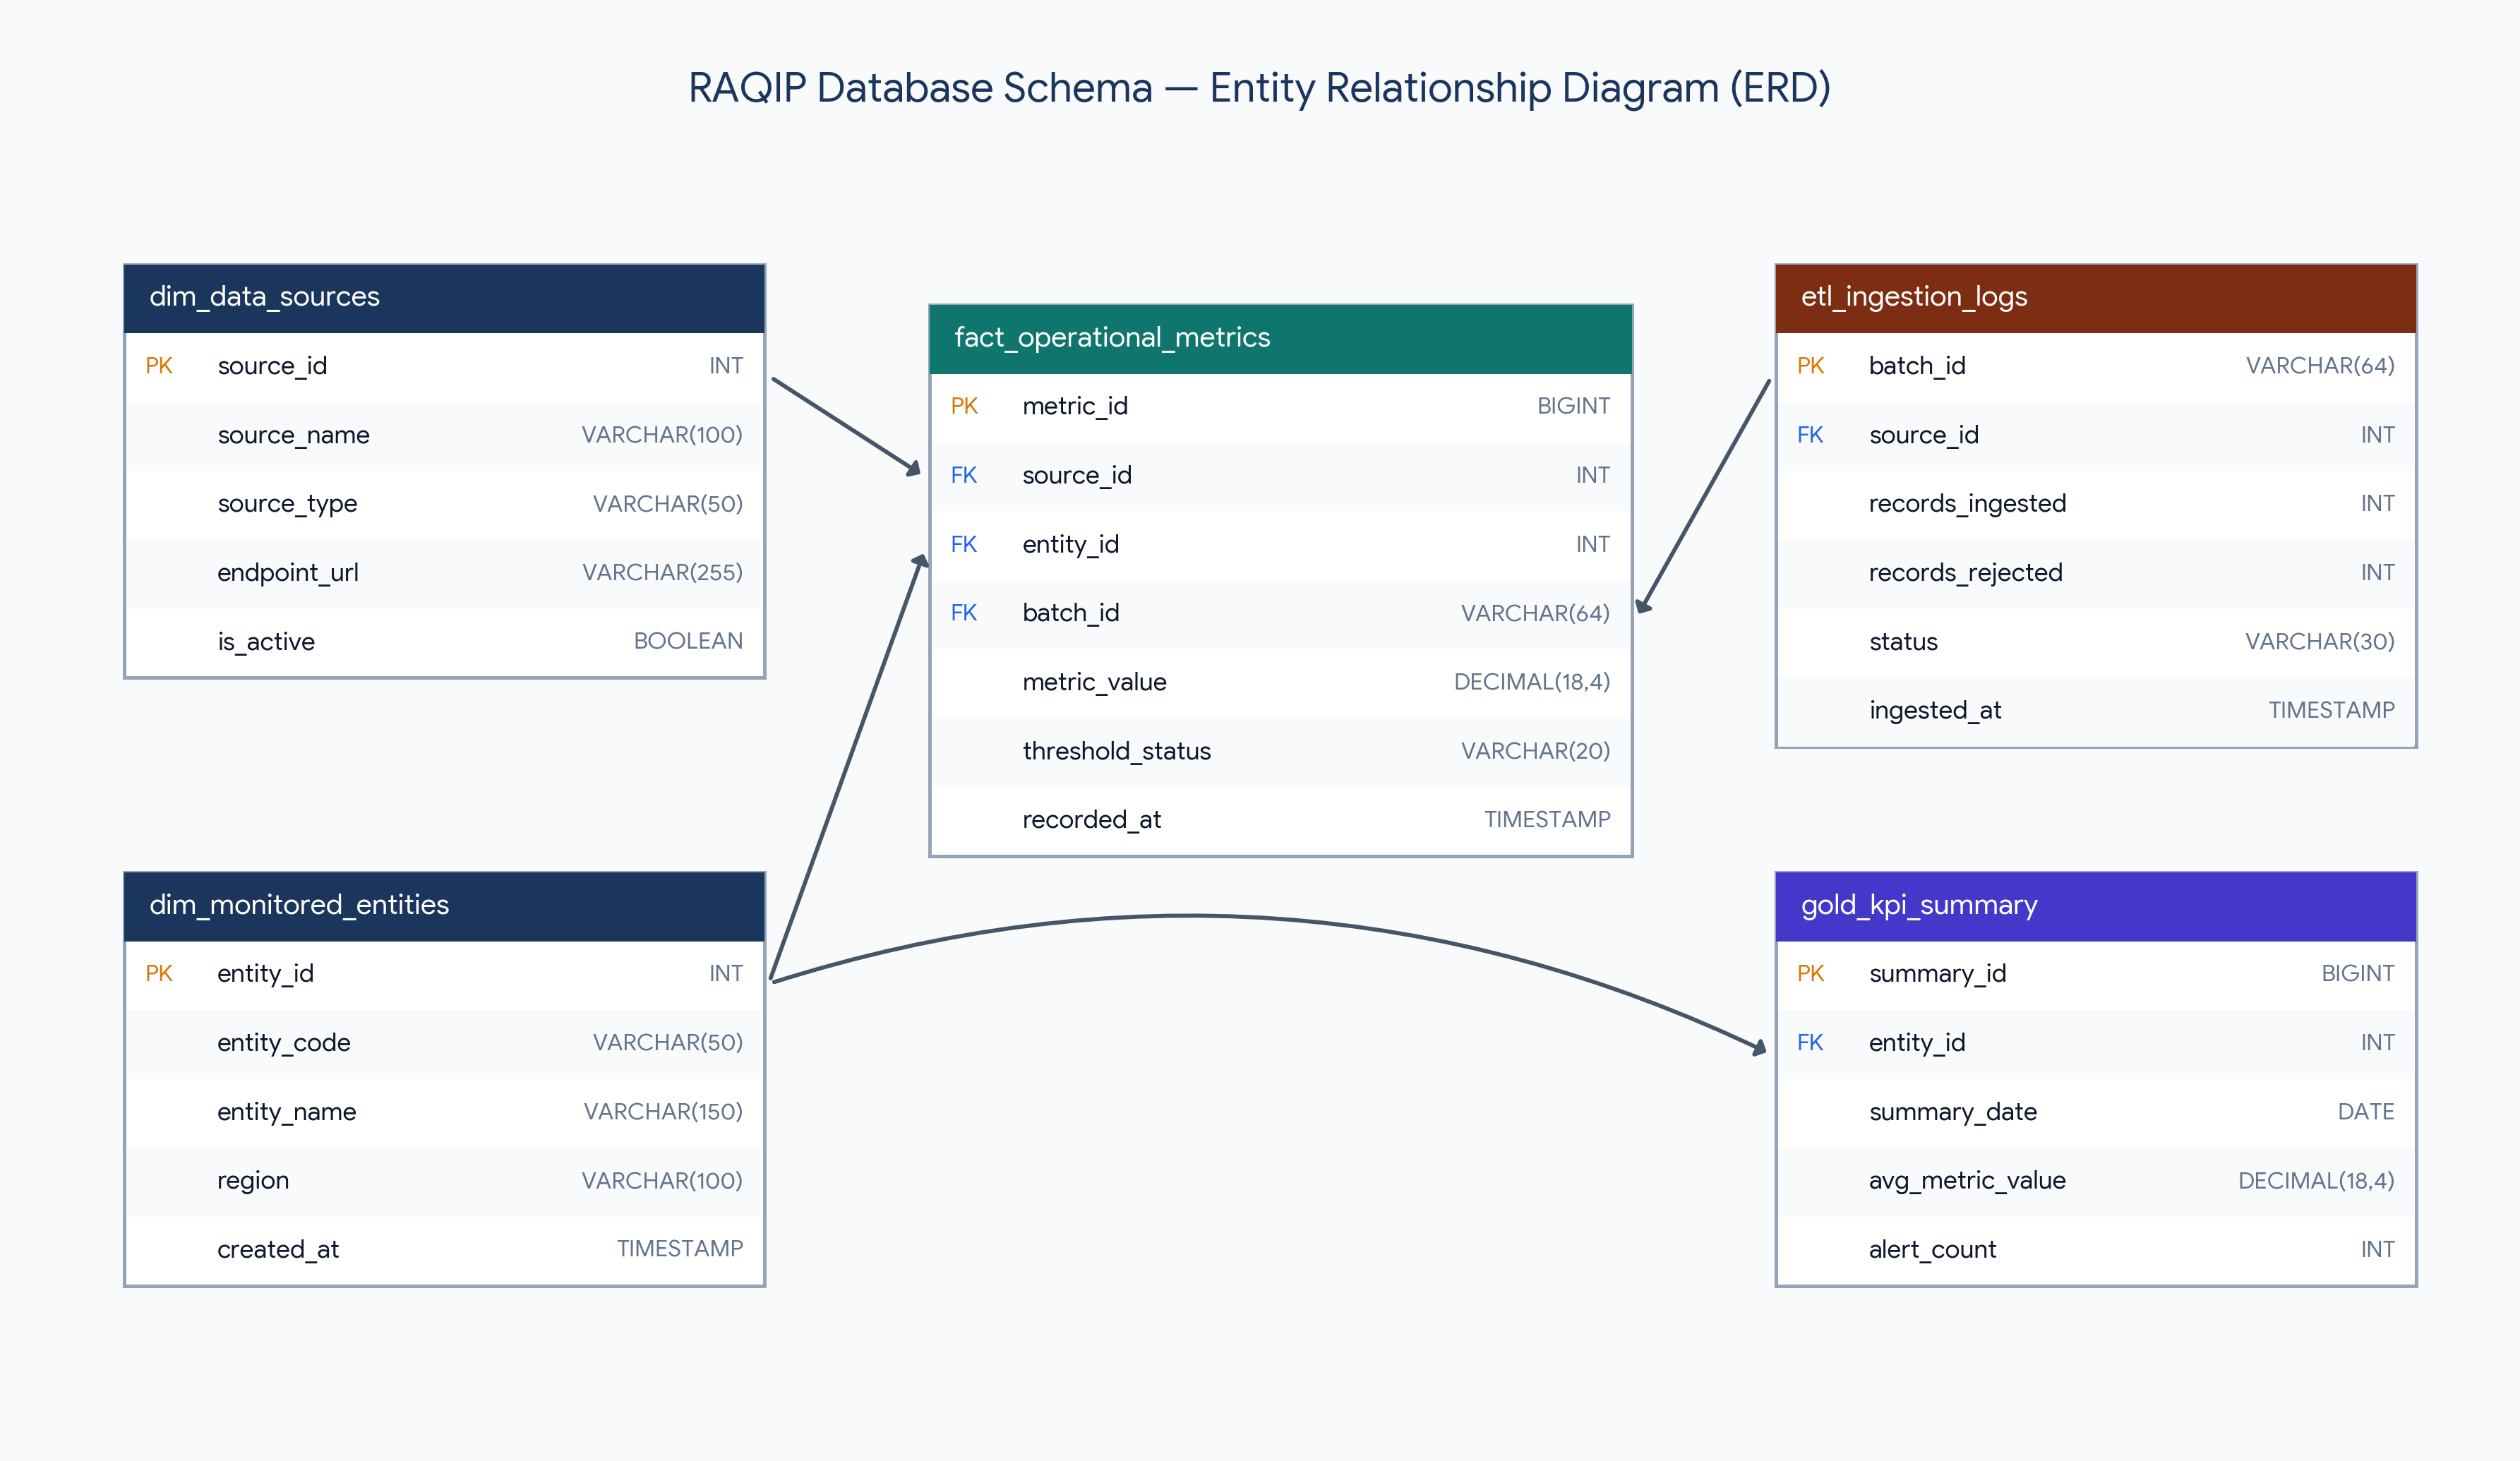 RAQIP Database Schema — Entity Relationship Diagram (ERD)
dim_data_sources
PK source_id INT
source_name VARCHAR(100)
source_type VARCHAR(50)
endpoint_url VARCHAR(255)
is_active BOOLEAN
fact_operational_metrics
PK metric_id BIGINT
FK source_id INT
FK entity_id INT
FK batch_id VARCHAR(64)
metric_value DECIMAL(18,4)
threshold_status VARCHAR(20)
recorded_at TIMESTAMP
etl_ingestion_logs
PK batch_id VARCHAR(64)
FK source_id INT
records_ingested INT
records_rejected INT
status VARCHAR(30)
ingested_at TIMESTAMP
dim_monitored_entities
PK entity_id INT
entity_code VARCHAR(50)
entity_name VARCHAR(150)
region VARCHAR(100)
created_at TIMESTAMP
gold_kpi_summary
PK summary_id BIGINT
FK entity_id INT
summary_date DATE
avg_metric_value DECIMAL(18,4)
alert_count INT